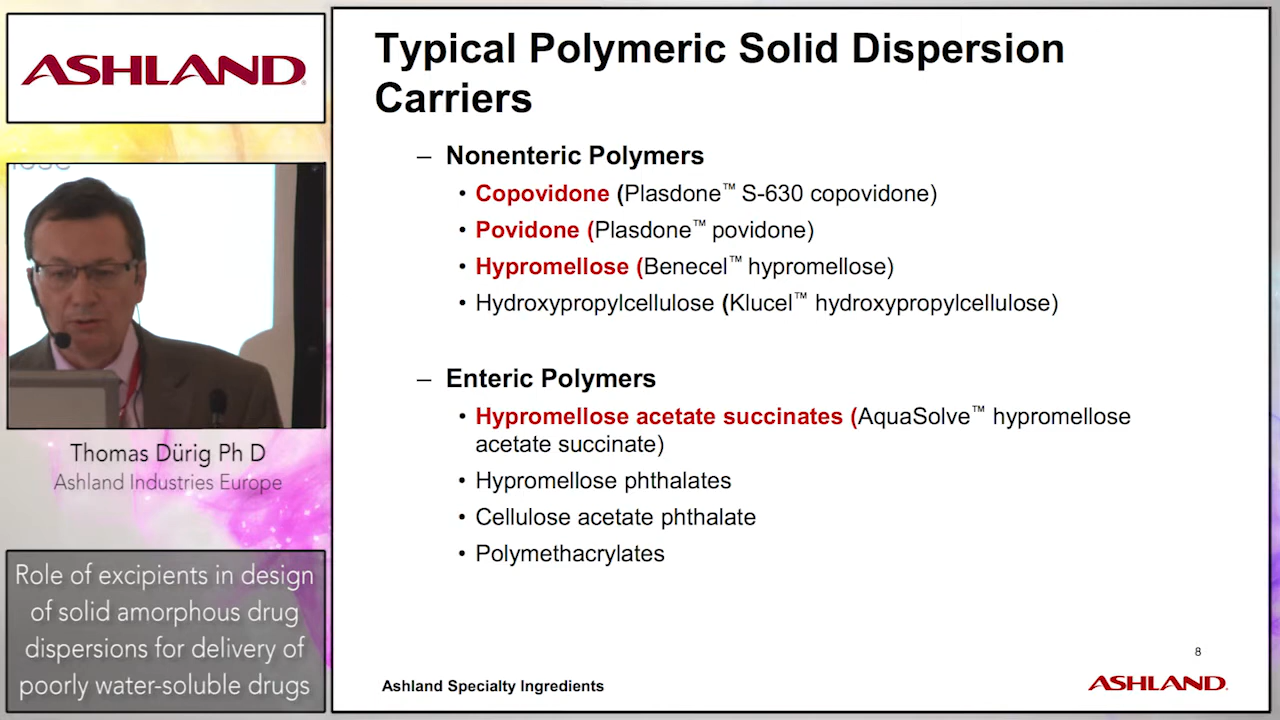 ASHLAND
Thomas Dürig Ph D
Ashland Industries Europe
Role of excipients in design
of solid amorphous drug
dispersions for delivery of
poorly water-soluble drugs
Typical Polymeric Solid Dispersion
Carriers
– Nonenteric Polymers
• Copovidone (Plasdone™ S-630 copovidone)
• Povidone (Plasdone™ povidone)
• Hypromellose (Benecel™ hypromellose)
• Hydroxypropylcellulose (Klucel™ hydroxypropylcellulose)
– Enteric Polymers
• Hypromellose acetate succinates (AquaSolve™ hypromellose
acetate succinate)
• Hypromellose phthalates
• Cellulose acetate phthalate
• Polymethacrylates
8
Ashland Specialty Ingredients
ASHLAND